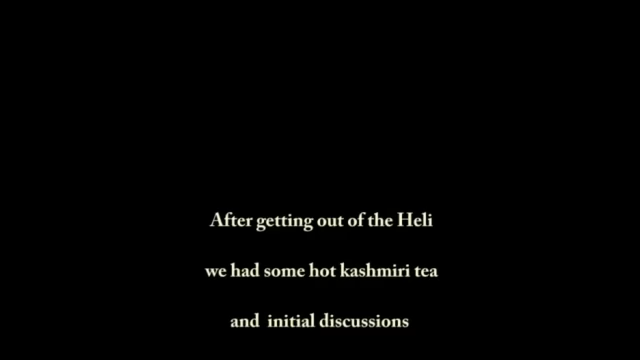 After getting out of the Heli
we had some hot kashmiri tea
and  initial discussions